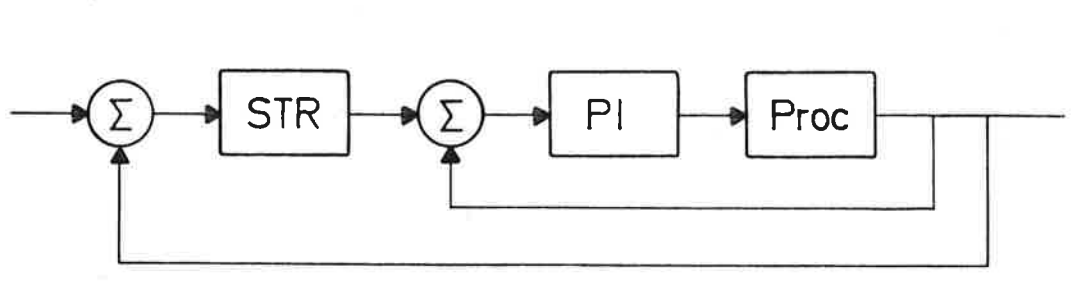 Σ STR Σ PI Proc